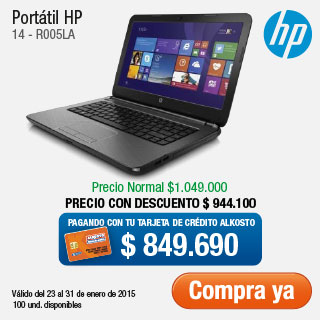 Portátil HP
14 - R005LA
hp
Precio Normal $1.049.000
PRECIO CON DESCUENTO $ 944.100
PAGANDO CON TU TARJETA DE CRÉDITO ALKOSTO
$ 849.690
Válido del 23 al 31 de enero de 2015
100 und. disponibles
Compra ya